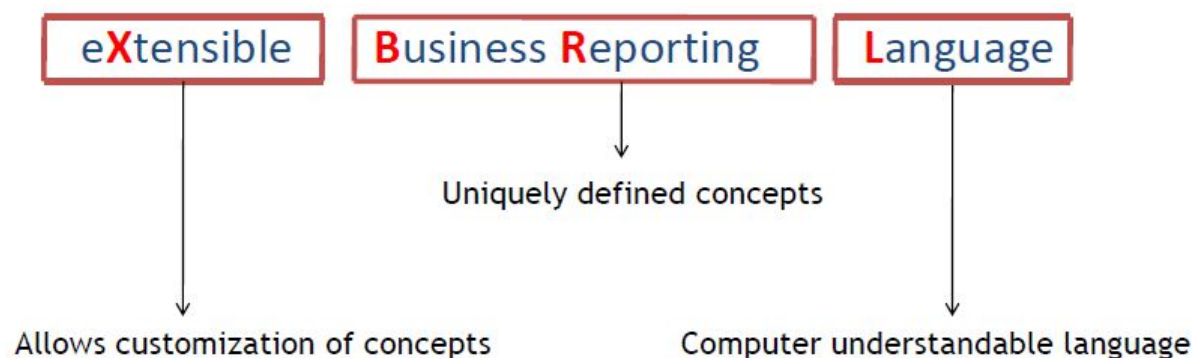 eXtensible Business Reporting Language
Uniquely defined concepts
Allows customization of concepts Computer understandable language